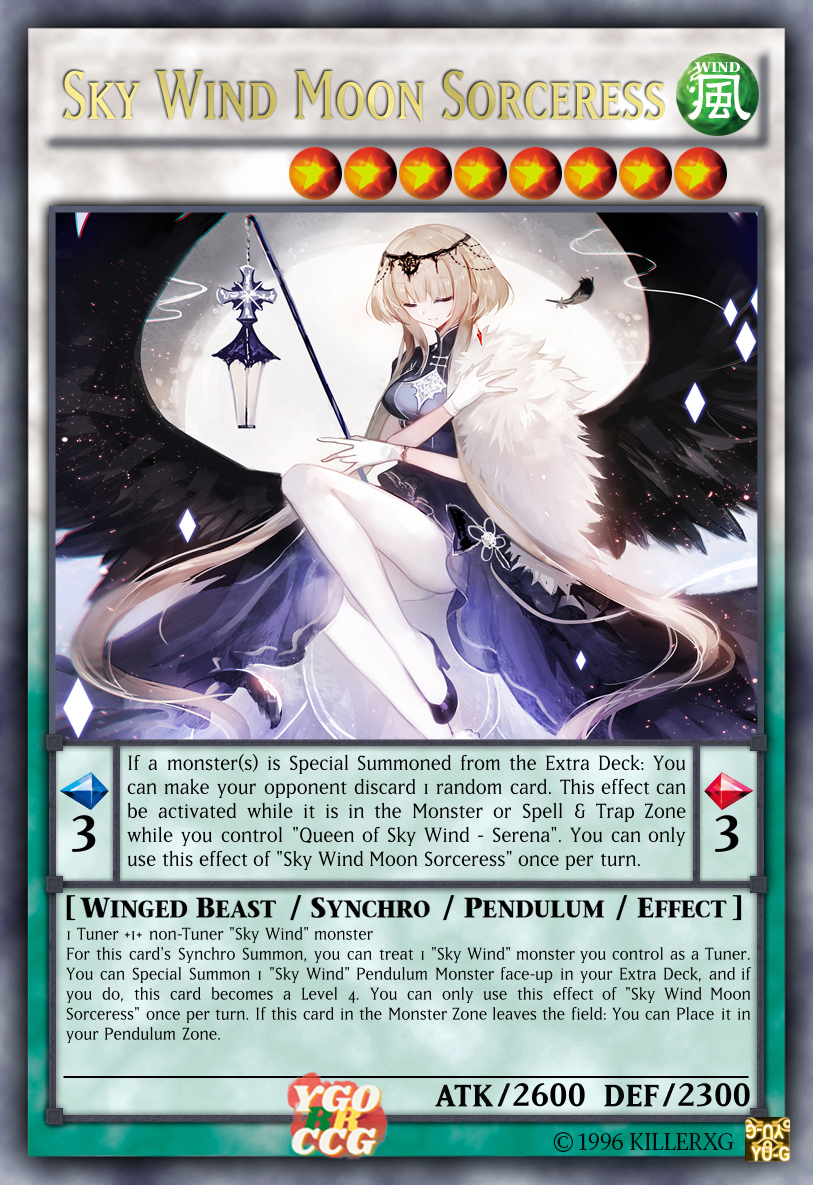 SKY WIND MOON SORCERESS
WIND
風
If a monster(s) is Special Summoned from the Extra Deck: You
can make your opponent discard 1 random card. This effect can
be activated while it is in the Monster or Spell & Trap Zone
while you control "Queen of Sky Wind - Serena". You can only
use this effect of "Sky Wind Moon Sorceress" once per turn.
3
3
[ WINGED BEAST / SYNCHRO / PENDULUM / EFFECT ]
1 Tuner +1+ non-Tuner "Sky Wind" monster
For this card's Synchro Summon, you can treat 1 "Sky Wind" monster you control as a Tuner.
You can Special Summon 1 "Sky Wind" Pendulum Monster face-up in your Extra Deck, and if
you do, this card becomes a Level 4. You can only use this effect of "Sky Wind Moon
Sorceress" once per turn. If this card in the Monster Zone leaves the field: You can Place it in
your Pendulum Zone.
ATK/2600 DEF/2300
YGO
CCG
© 1996 KILLERXG